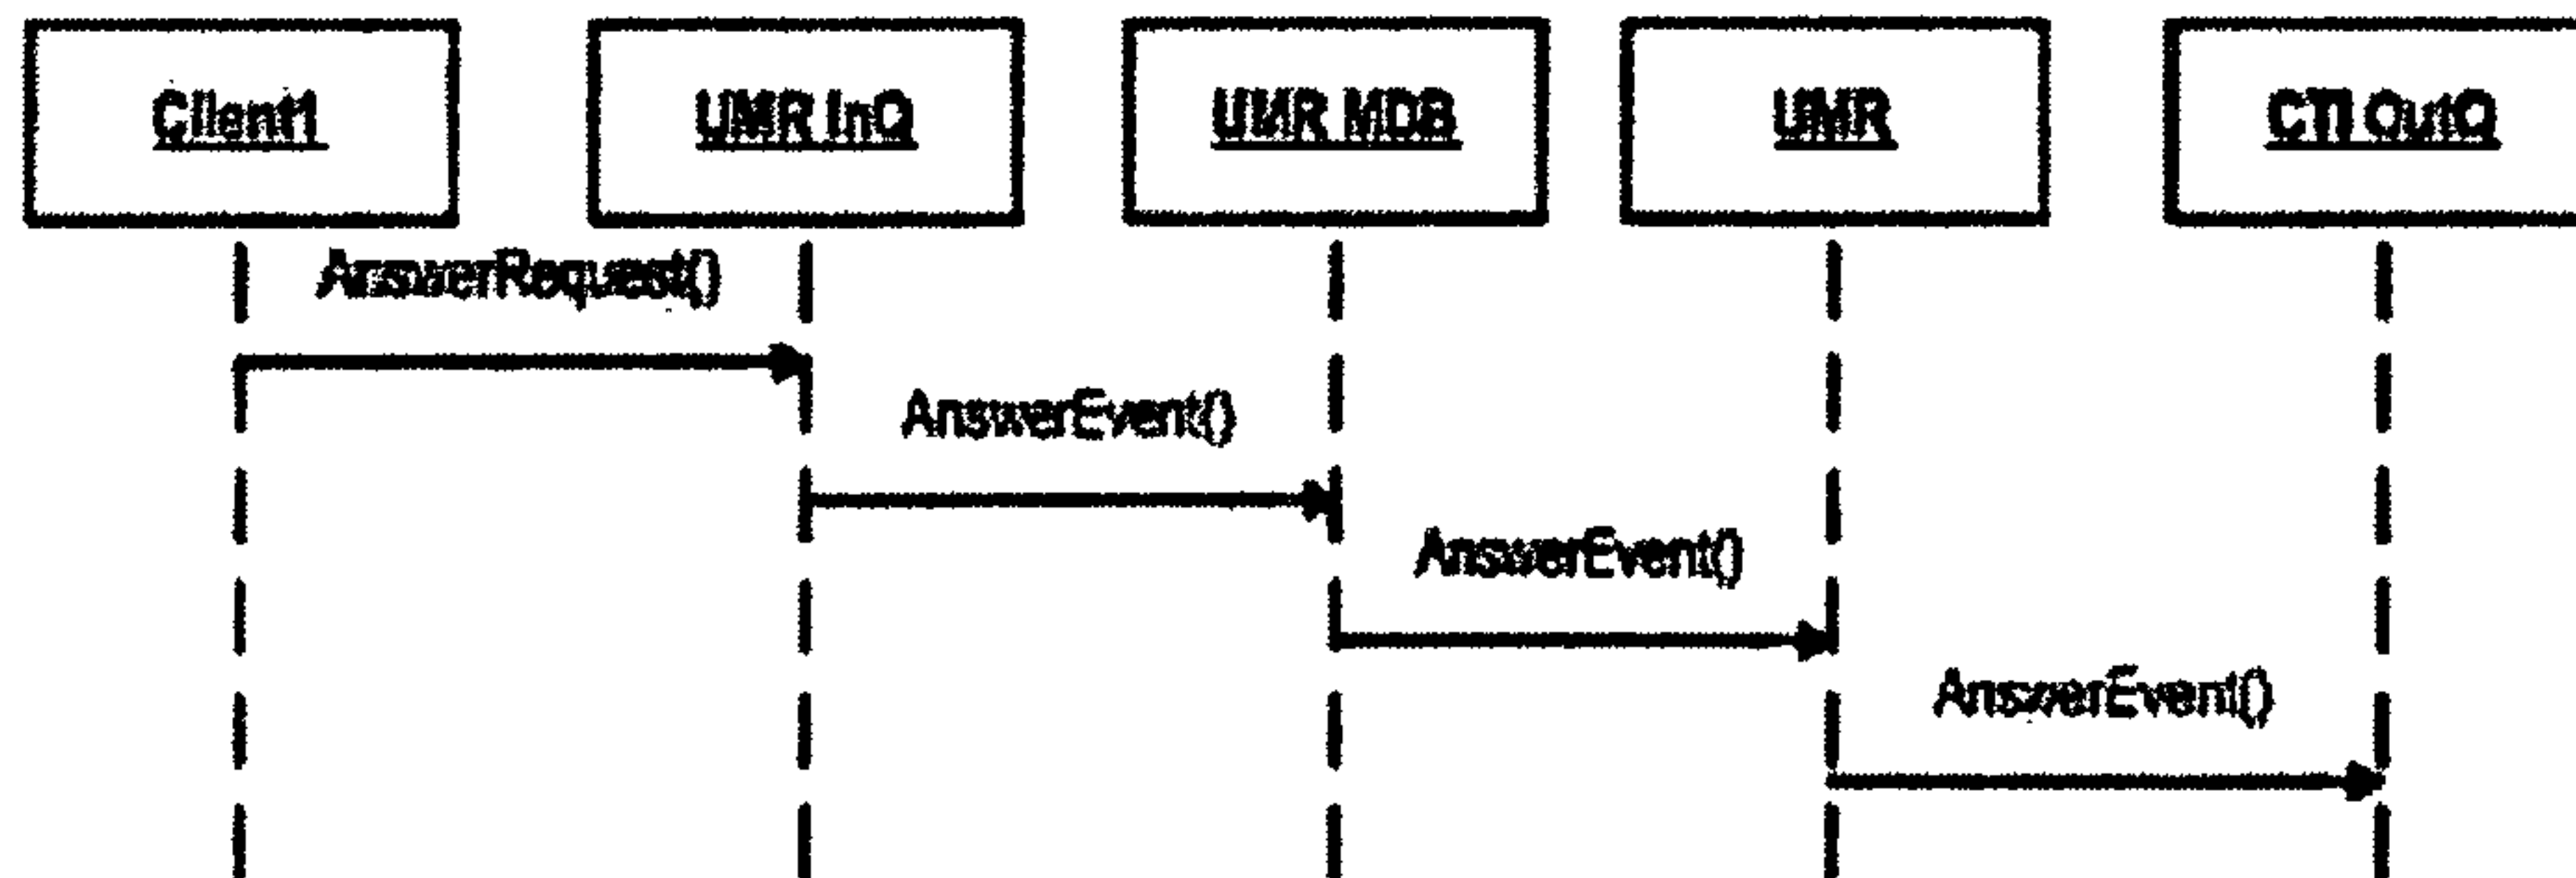 Client1
UMR InQ
UMR MDB
UMR
CTI OutQ
AnswerRequest()
AnswerEvent()
AnswerEvent()
AnswerEvent()